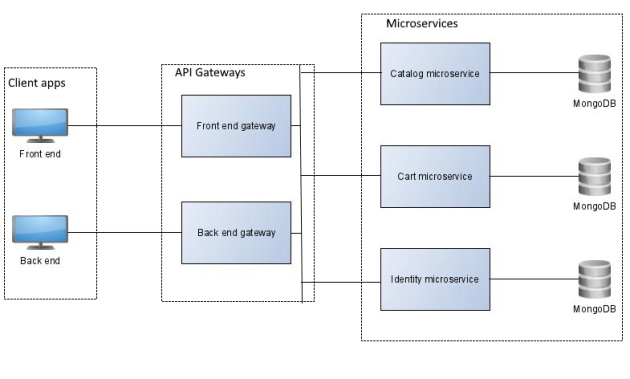 Microservices
API Gateways
Client apps
Catalog microservice
MongoDB
Front end gateway
Front end
Cart microservice
MongoDB
Back end gateway
Back end
Identity microservice
MongoDB